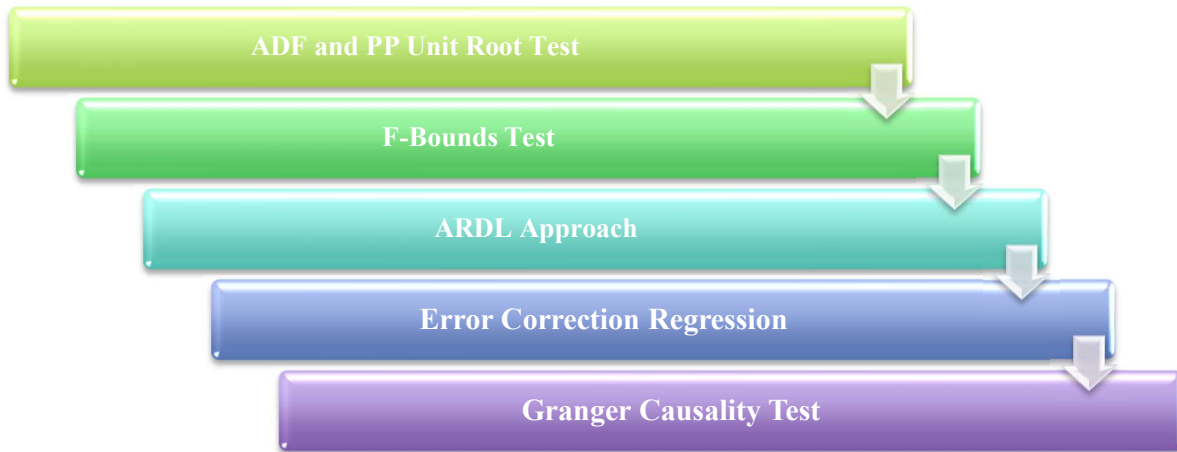 ADF and PP Unit Root Test
F-Bounds Test
ARDL Approach
Error Correction Regression
Granger Causality Test